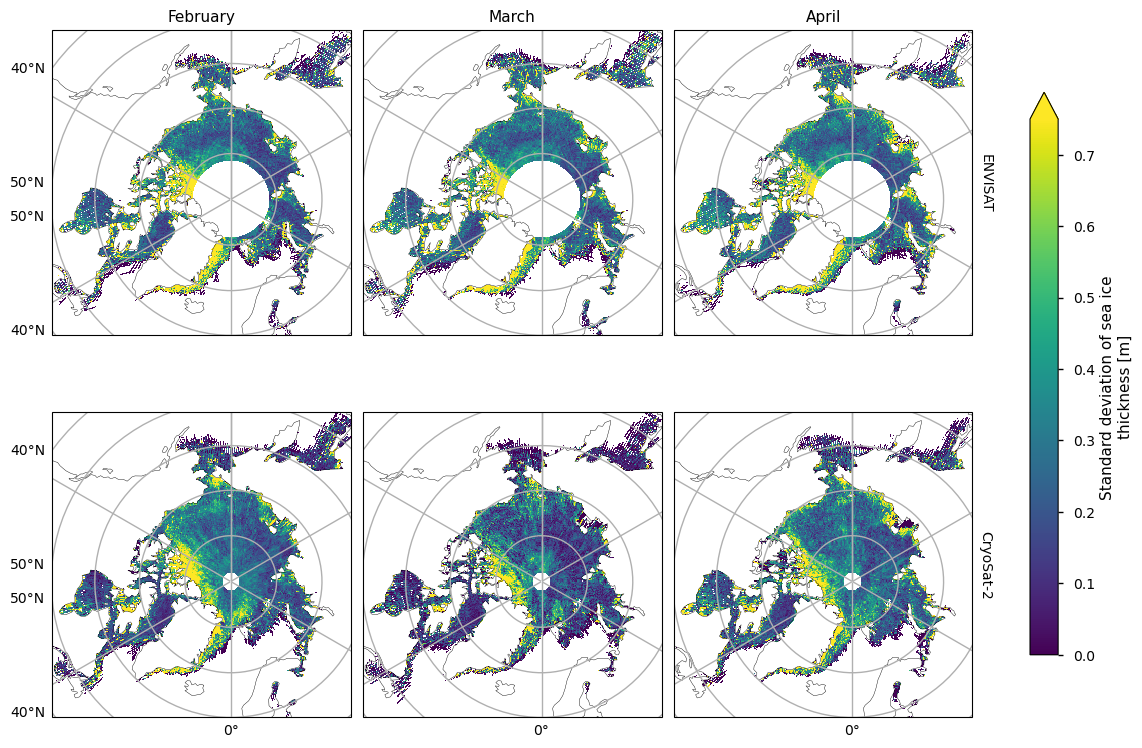 February March April
40°N
50°N
50°N
40°N
ENVISAT
40°N
50°N
50°N
40°N
CryoSat-2
0° 0° 0°
0.7
0.6
0.5
0.4
0.3
0.2
0.1
0.0
Standard deviation of sea ice
thickness [m]